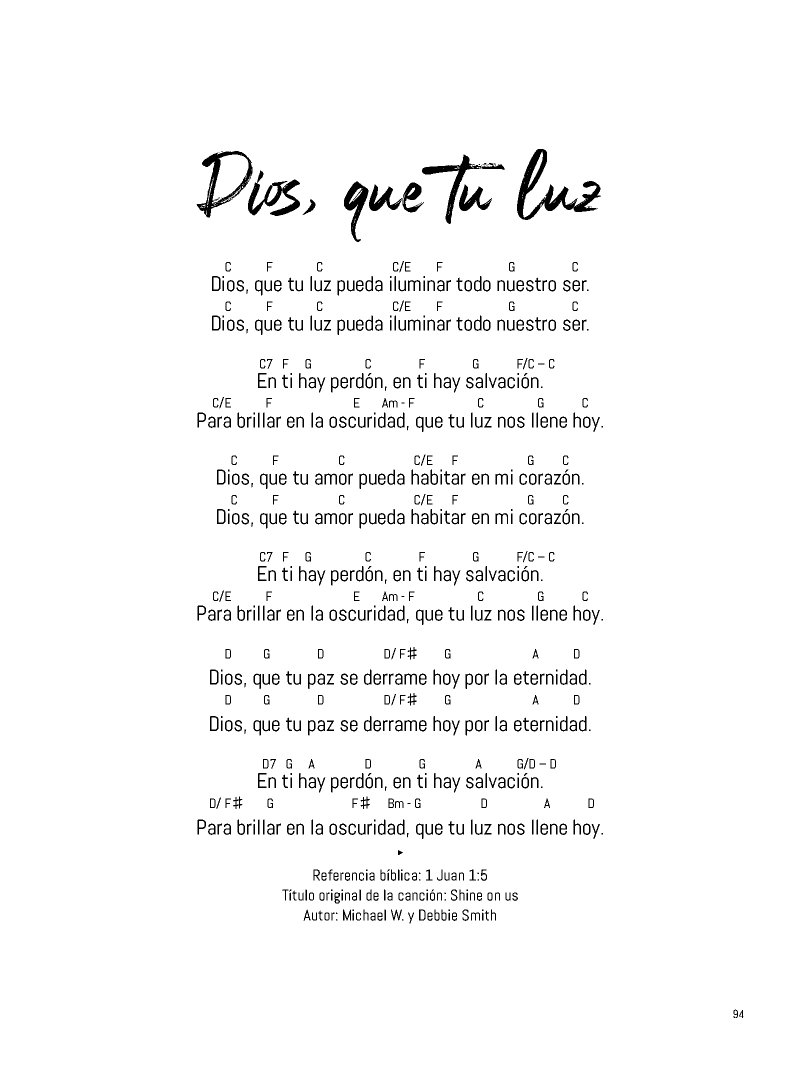 Dios, que tu luz
C F C C/E F G C
Dios, que tu luz pueda iluminar todo nuestro ser.
C F C C/E F G C
Dios, que tu luz pueda iluminar todo nuestro ser.
C7 F G C F G F/C – C
En ti hay perdón, en ti hay salvación.
C/E F E Am - F C G C
Para brillar en la oscuridad, que tu luz nos llene hoy.
C F C C/E F G C
Dios, que tu amor pueda habitar en mi corazón.
C F C C/E F G C
Dios, que tu amor pueda habitar en mi corazón.
C7 F G C F G F/C – C
En ti hay perdón, en ti hay salvación.
C/E F E Am - F C G C
Para brillar en la oscuridad, que tu luz nos llene hoy.
D G D D/ F♯ G A D
Dios, que tu paz se derrame hoy por la eternidad.
D G D D/ F♯ G A D
Dios, que tu paz se derrame hoy por la eternidad.
D7 G A D G A G/D – D
En ti hay perdón, en ti hay salvación.
D/ F♯ G F♯ Bm - G D A D
Para brillar en la oscuridad, que tu luz nos llene hoy.
Referencia bíblica: 1 Juan 1:5
Título original de la canción: Shine on us
Autor: Michael W. y Debbie Smith
94